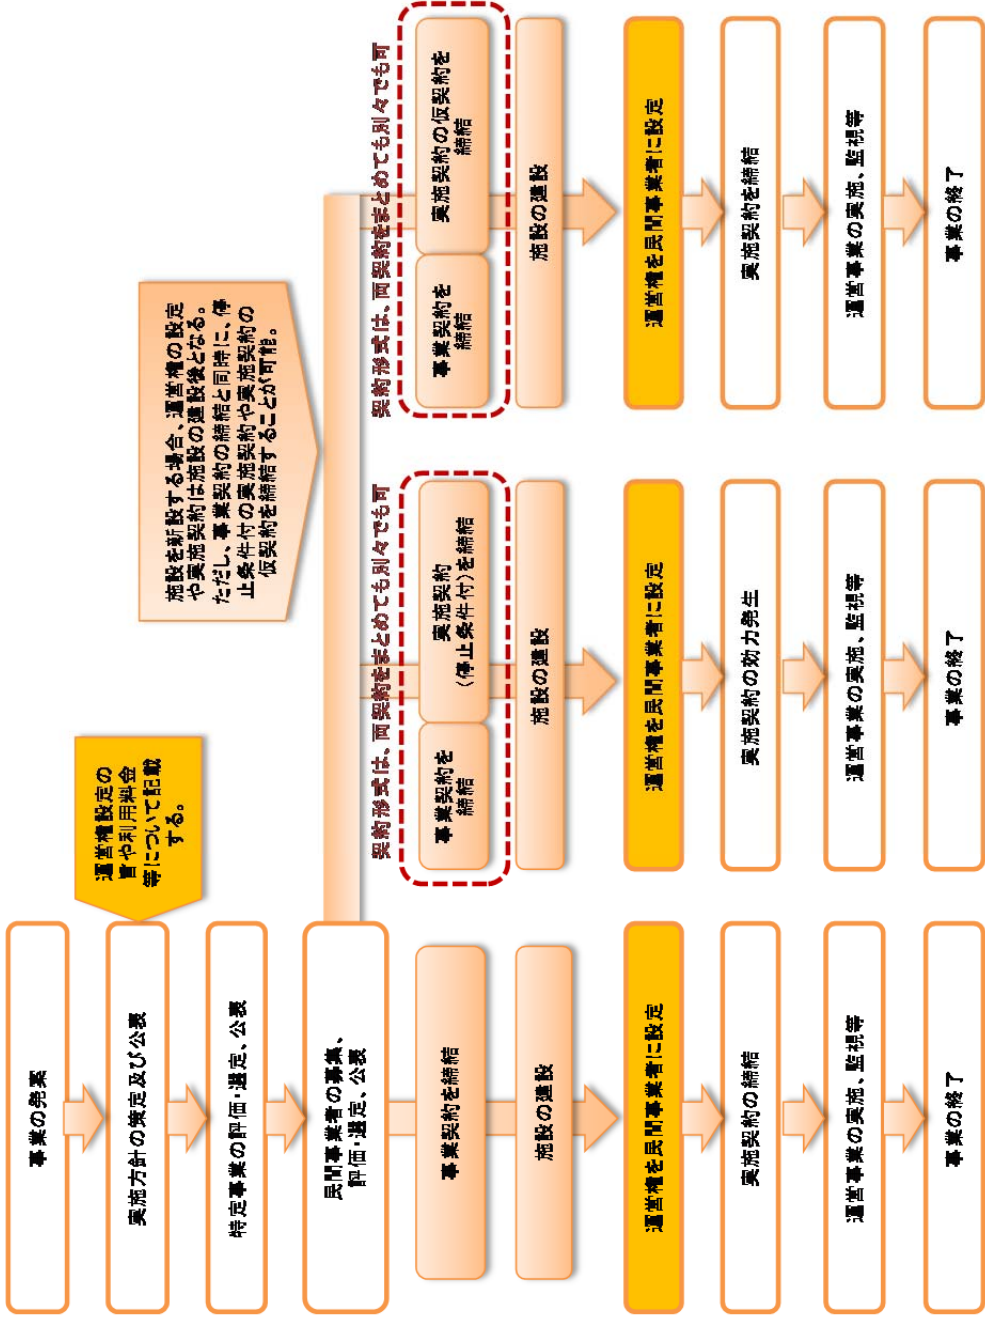 事業の発案
実施方針の策定及び公表
運営権設定の
旨や利用料金
等について記載
する。
特定事業の評価・選定、公表
民間事業者の募集、
評価・選定、公表
施設を新設する場合、運営権の設定
や実施契約は施設の建設後となる。
ただし、事業契約の締結と同時に、停
止条件付の実施契約や実施契約の
仮契約を締結することが可能。
事業契約を締結
施設の建設
運営権を民間事業者に設定
実施契約の締結
運営事業の実施、監視等
事業の終了
契約形式は、両契約をまとめても別々でも可
事業契約を
締結
実施契約
(停止条件付)を締結
施設の建設
運営権を民間事業者に設定
実施契約の効力発生
運営事業の実施、監視等
事業の終了
契約形式は、両契約をまとめても別々でも可
事業契約を
締結
実施契約の仮契約を
締結
施設の建設
運営権を民間事業者に設定
実施契約を締結
運営事業の実施、監視等
事業の終了